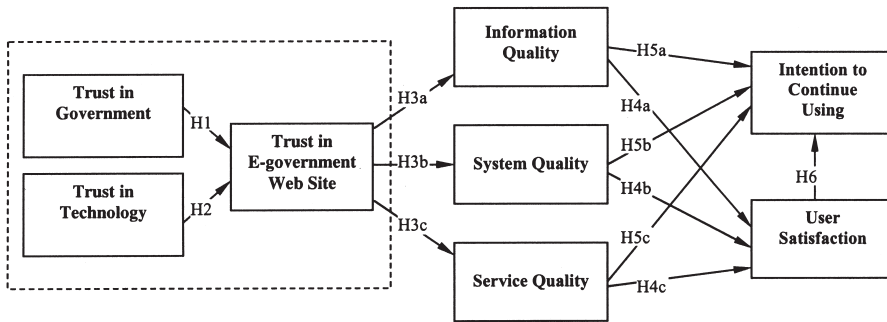 Trust in
Government
Trust in
Technology
H1
H2
Trust in
E-government
Web Site
H3a
H3b
H3c
Information
Quality
System Quality
Service Quality
H5a
H4a
H5b
H4b
H5c
H4c
Intention to
Continue
Using
H6
User
Satisfaction